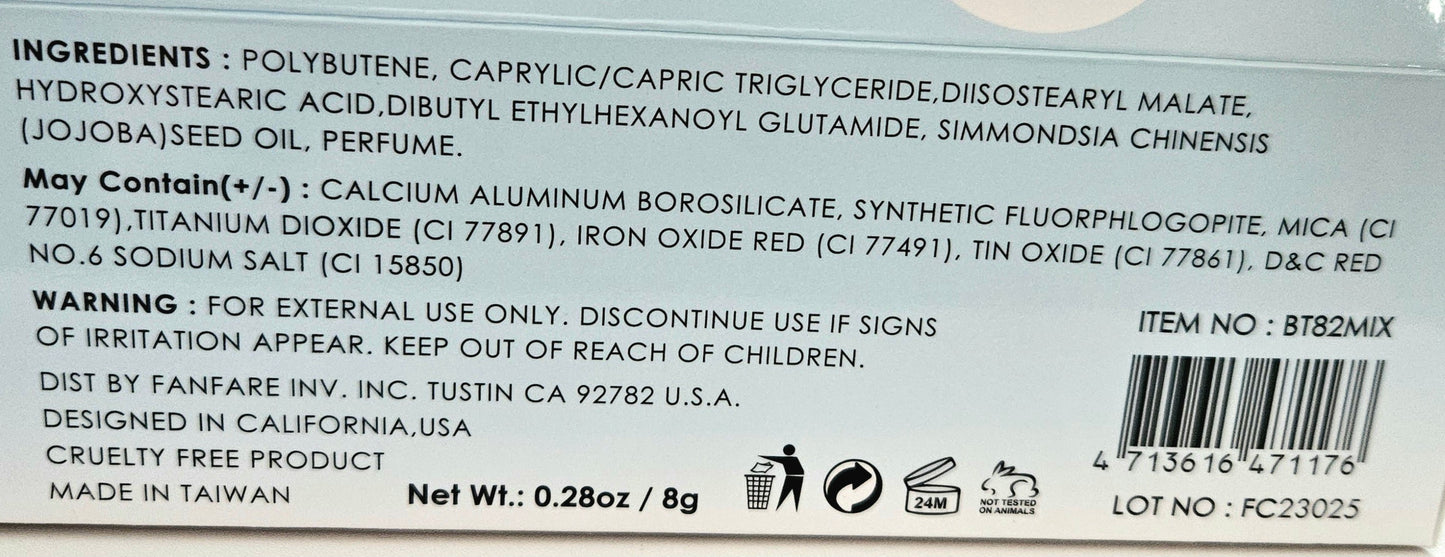 INGREDIENTS : POLYBUTENE, CAPRYLIC/CAPRIC TRIGLYCERIDE,DIISOSTEARYL MALATE,
HYDROXYSTEARIC ACID,DIBUTYL ETHYLHEXANOYL GLUTAMIDE, SIMMONDSIA CHINENSIS
(JOJOBA)SEED OIL, PERFUME.
May Contain(+/-) : CALCIUM ALUMINUM BOROSILICATE, SYNTHETIC FLUORPHLOGOPITE, MICA (CI
77019),TITANIUM DIOXIDE (CI 77891), IRON OXIDE RED (CI 77491), TIN OXIDE (CI 77861), D&C RED
NO.6 SODIUM SALT (CI 15850)
WARNING : FOR EXTERNAL USE ONLY. DISCONTINUE USE IF SIGNS
OF IRRITATION APPEAR. KEEP OUT OF REACH OF CHILDREN.
DIST BY FANFARE INV. INC. TUSTIN CA 92782 U.S.A.
DESIGNED IN CALIFORNIA,USA
CRUELTY FREE PRODUCT
MADE IN TAIWAN
Net Wt.: 0.28oz / 8g
24M
NOT TESTED
ON ANIMALS
ITEM NO : BT82MIX
4 713616 471176
LOT NO : FC23025